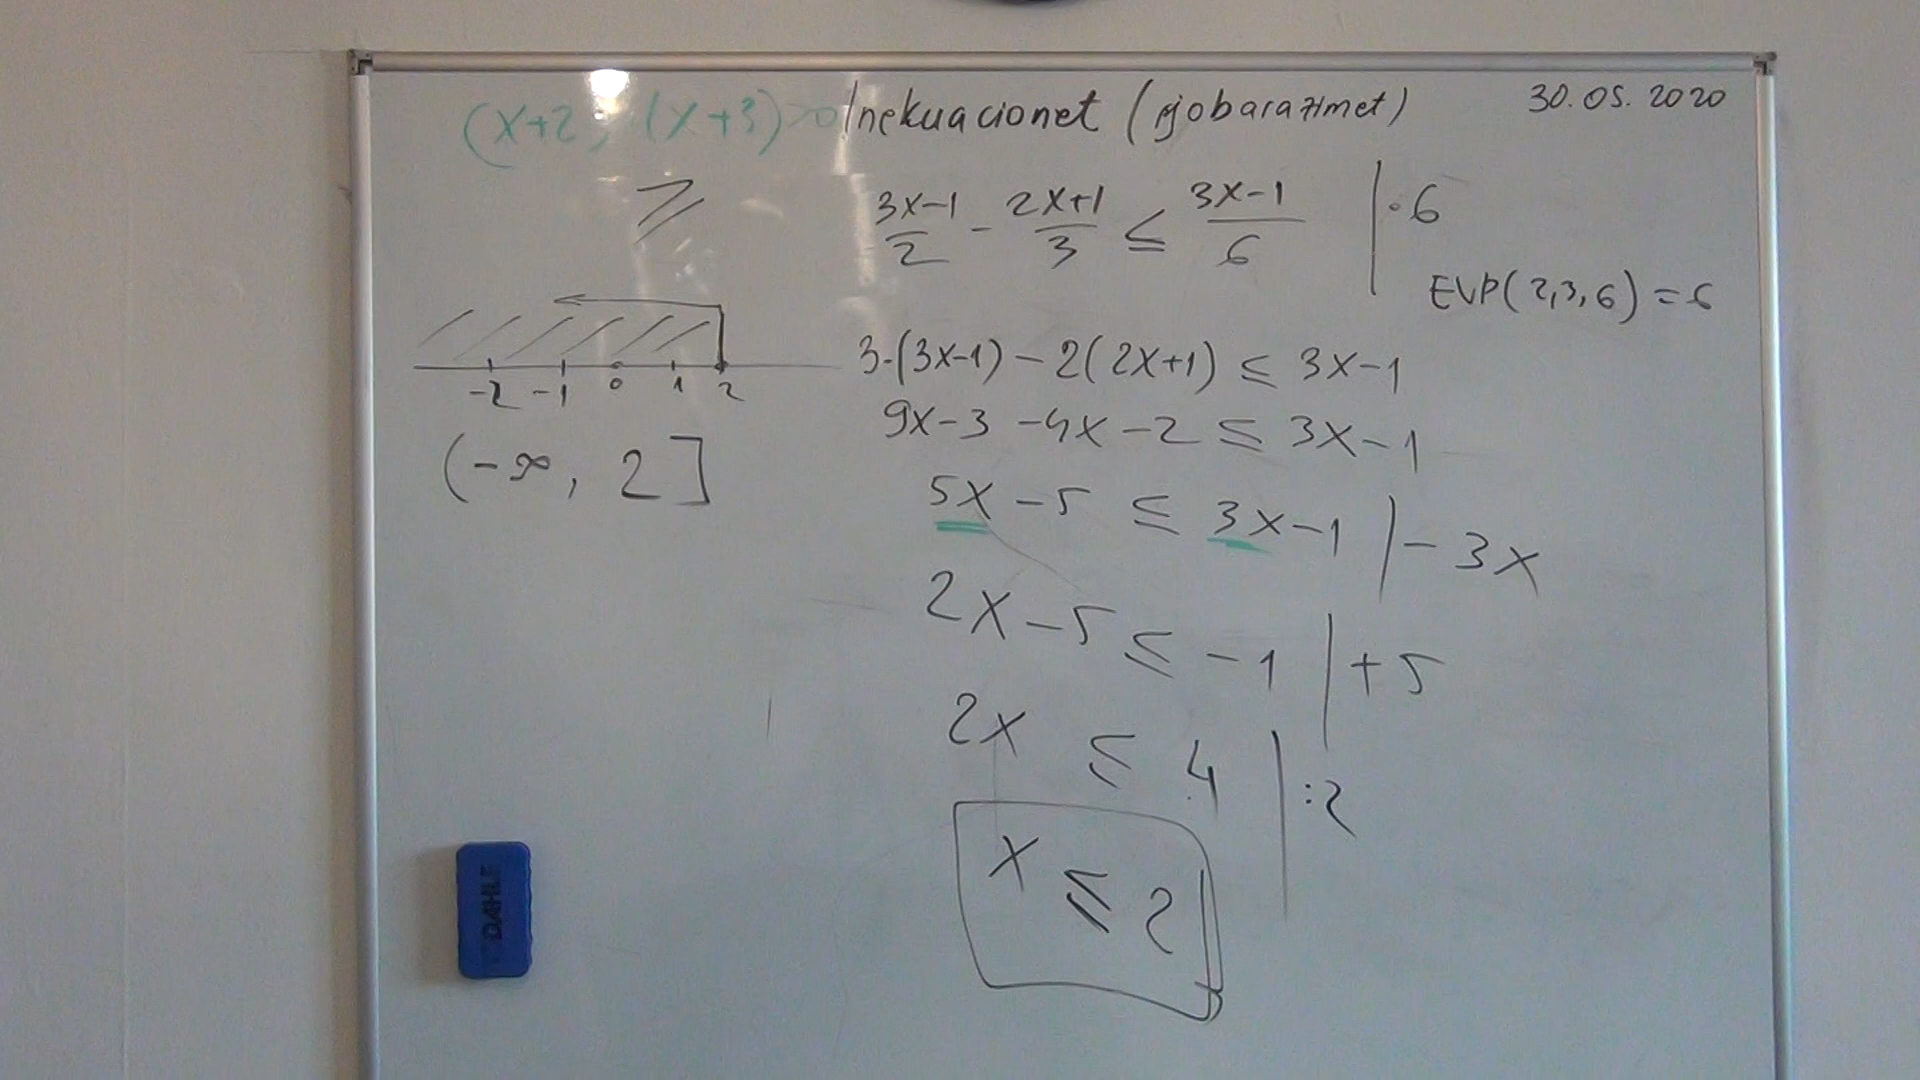 (x+2) (x+3)>0 Inekuacionet (jobarazimet) 30.05.2020
≥
3x-1/2 - 2x+1/3 ≤ 3x-1/6 | ·6
EVP(2,3,6) = 6
3·(3x-1) - 2(2x+1) ≤ 3x-1
9x-3 -4x-2 ≤ 3x-1
5x-5 ≤ 3x-1 | -3x
2x-5 ≤ -1 | +5
2x ≤ 4 | :2
x ≤ 2
-2 -1 0 1 2
(-∞, 2]
DAHLE